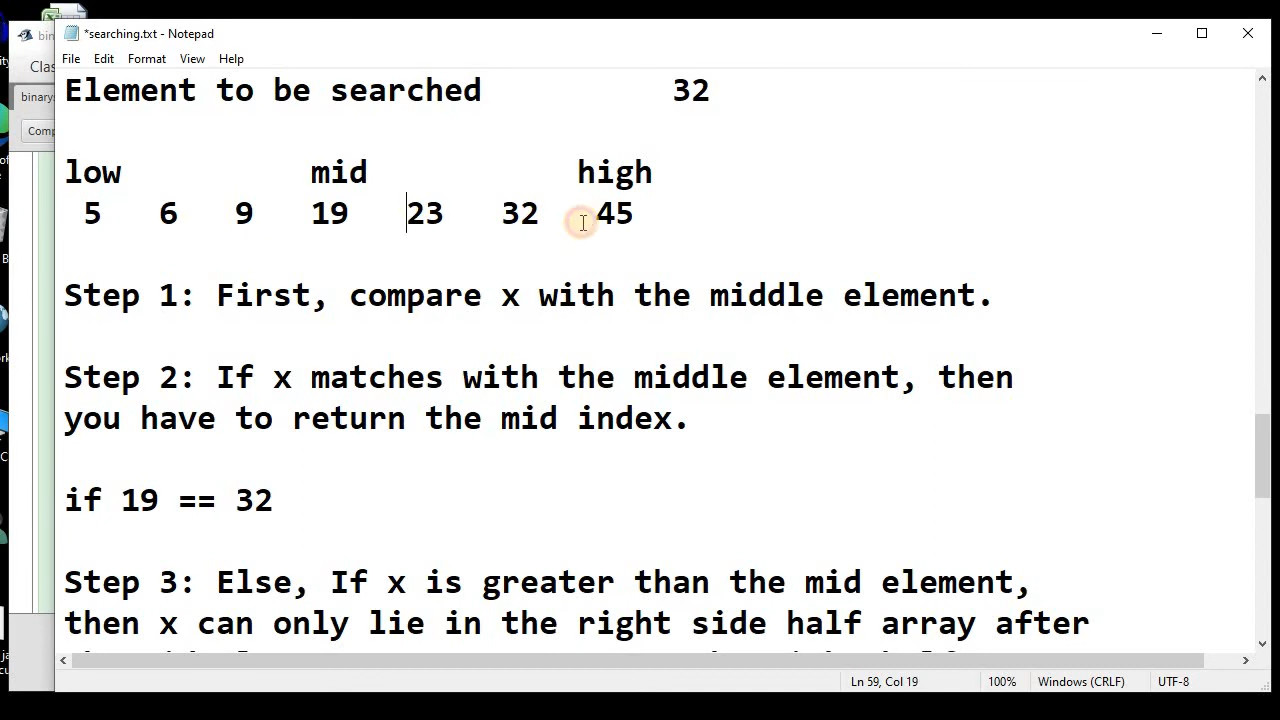 *searching.txt - Notepad
File Edit Format View Help
Element to be searched 32
low mid high
5 6 9 19 23 32 45
Step 1: First, compare x with the middle element.
Step 2: If x matches with the middle element, then
you have to return the mid index.
if 19 == 32
Step 3: Else, If x is greater than the mid element,
then x can only lie in the right side half array after
Ln 59, Col 19 100% Windows (CRLF) UTF-8
bin
Clas
binary
Comp